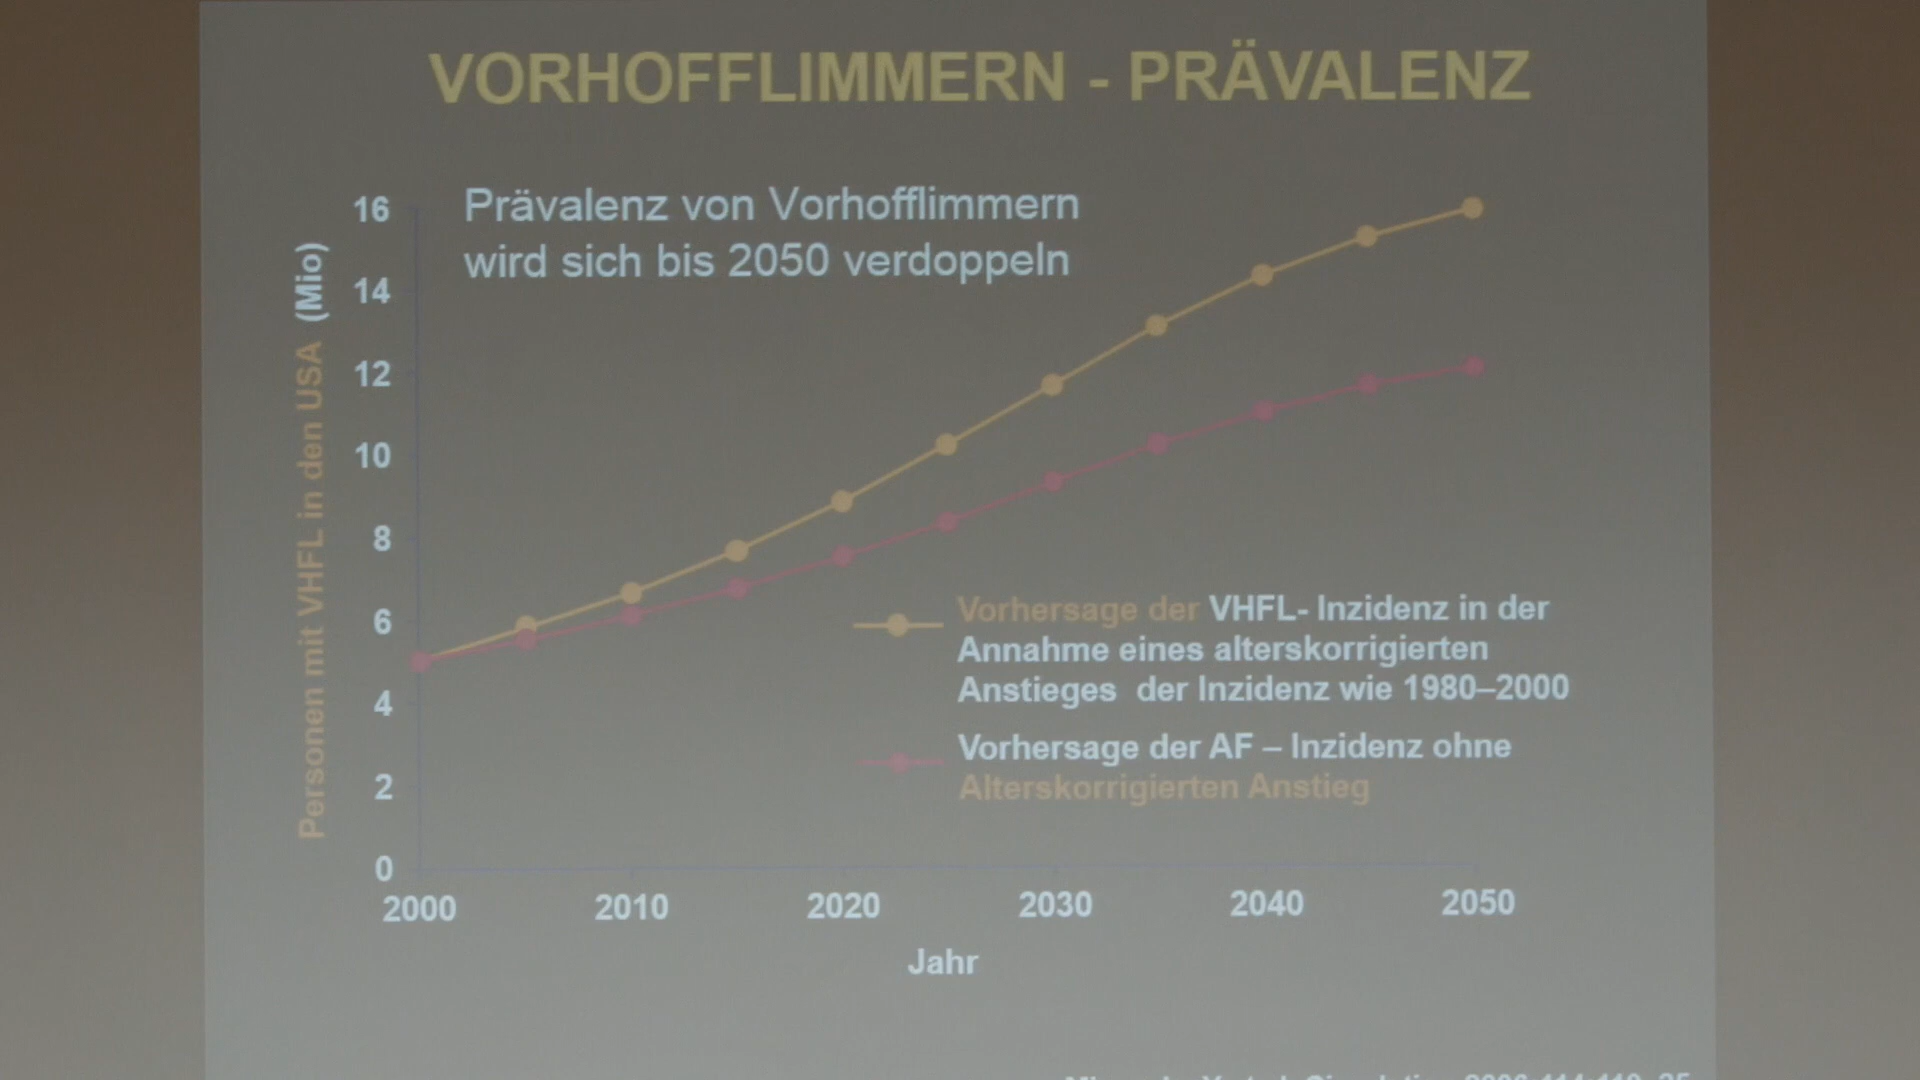 VORHOFFLIMMERN - PRÄVALENZ
Prävalenz von Vorhofflimmern
wird sich bis 2050 verdoppeln
Personen mit VHFL in den USA (Mio)
16
14
12
10
8
6
4
2
0
Vorhersage der VHFL- Inzidenz in der
Annahme eines alterskorrigierten
Anstieges der Inzidenz wie 1980–2000
Vorhersage der AF – Inzidenz ohne
Alterskorrigierten Anstieg
2000 2010 2020 2030 2040 2050
Jahr